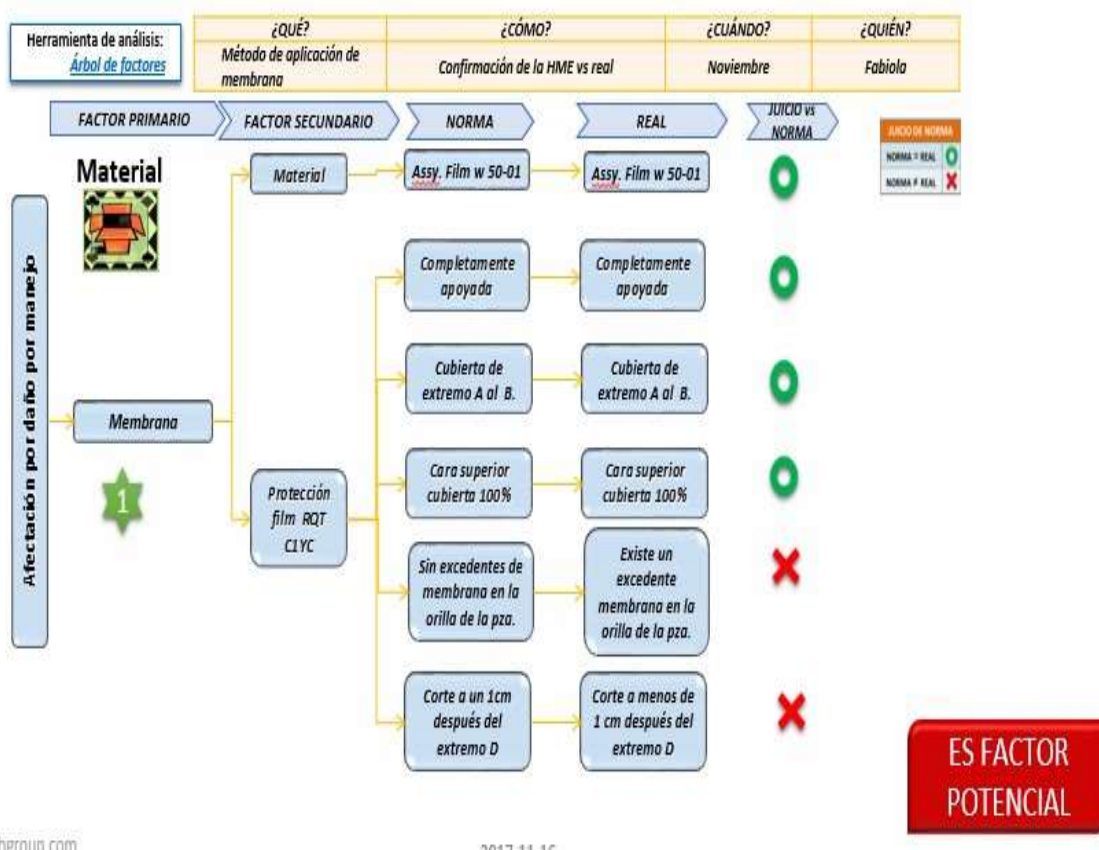 Herramienta de análisis:
Árbol de factores
¿QUÉ?
¿CÓMO?
¿CUÁNDO?
¿QUIÉN?
Método de aplicación de
membrana
Confirmación de la HME vs real
Noviembre
Fabiola
FACTOR PRIMARIO
FACTOR SECUNDARIO
NORMA
REAL
JUICIO vs
NORMA
JUICIO DE NORMA
NORMA = REAL
NORMA ≠ REAL
Afectación por daño por manejo
Material
Membrana
1
Material
Assy. Film w 50-01
Assy. Film w 50-01
Completamente
apoyada
Completamente
apoyada
Cubierta de
extremo A al B.
Cubierta de
extremo A al B.
Protección
film RQT
C1YC
Cara superior
cubierta 100%
Cara superior
cubierta 100%
Sin excedentes de
membrana en la
orilla de la pza.
Existe un
excedente
membrana en la
orilla de la pza.
Corte a un 1cm
después del
extremo D
Corte a menos de
1 cm después del
extremo D
ES FACTOR
POTENCIAL
2017-11-16